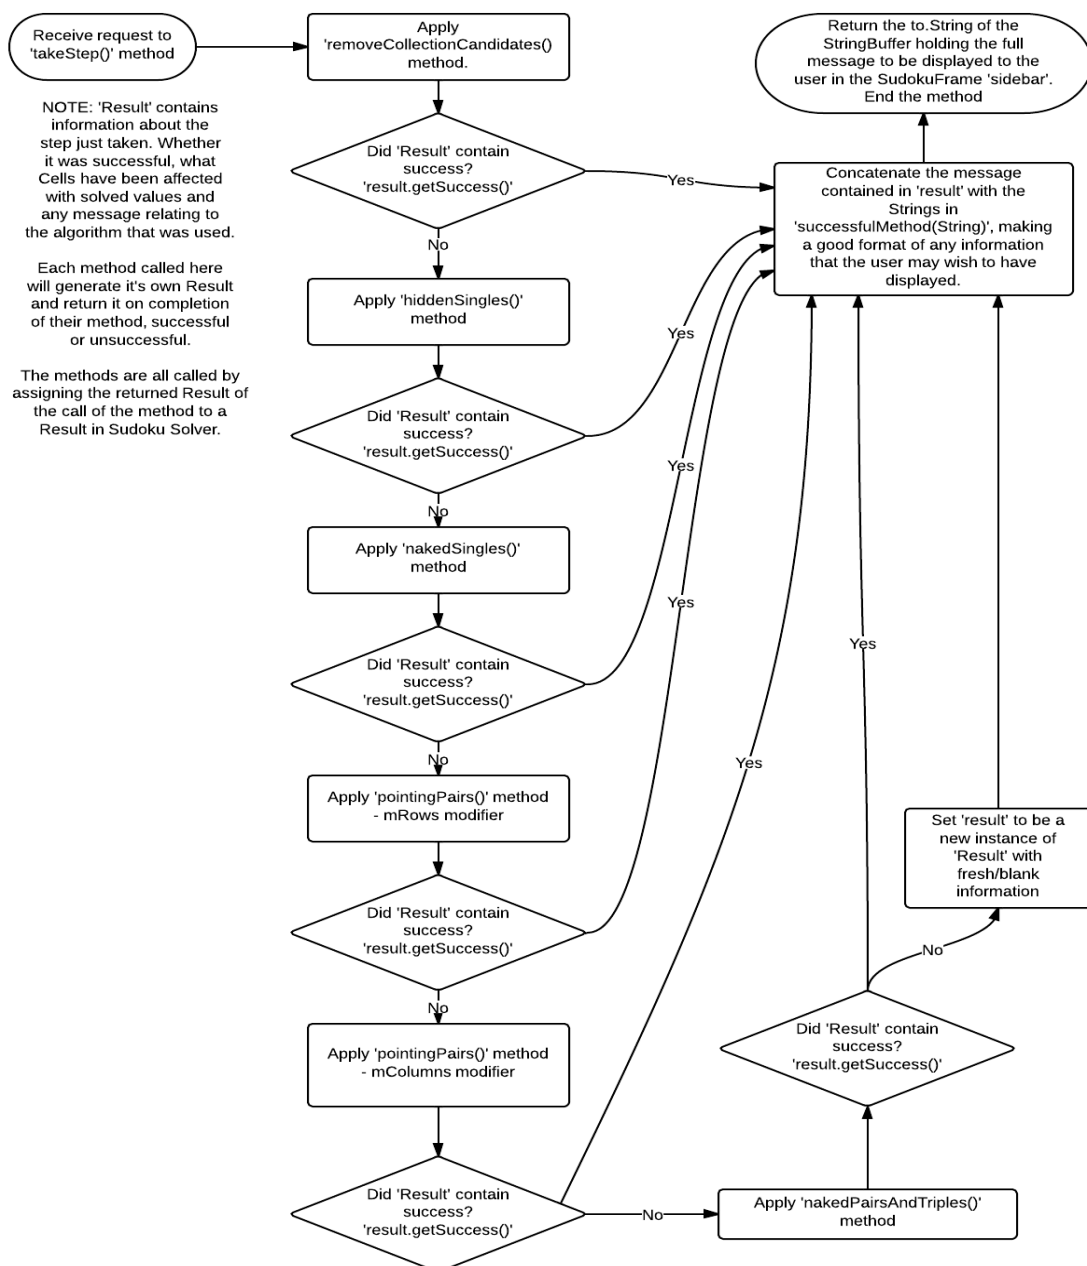 Receive request to
'takeStep()' method
Apply
'removeCollectionCandidates()
method.
Return the to.String of the
StringBuffer holding the full
message to be displayed to the
user in the SudokuFrame 'sidebar'.
End the method
NOTE: 'Result' contains
information about the
step just taken. Whether
it was successful, what
Cells have been affected
with solved values and
any message relating to
the algorithm that was used.
Each method called here
will generate it's own Result
and return it on completion
of their method, successful
or unsuccessful.
The methods are all called by
assigning the returned Result of
the call of the method to a
Result in Sudoku Solver.
Did 'Result' contain
success?
'result.getSuccess()'
Yes
Concatenate the message
contained in 'result' with the
Strings in
'successfulMethod(String)', making
a good format of any information
that the user may wish to have
displayed.
No
Apply 'hiddenSingles()'
method
Yes
Did 'Result' contain
success?
'result.getSuccess()'
Yes
No
Apply 'nakedSingles()'
method
Yes
Did 'Result' contain
success?
'result.getSuccess()'
Yes
No
Apply 'pointingPairs()' method
- mRows modifier
Yes
Did 'Result' contain
success?
'result.getSuccess()'
Set 'result' to be a
new instance of
'Result' with
fresh/blank
information
No
No
Apply 'pointingPairs()' method
- mColumns modifier
Did 'Result' contain
success?
'result.getSuccess()'
Did 'Result' contain
success?
'result.getSuccess()'
No
Apply 'nakedPairsAndTriples()'
method